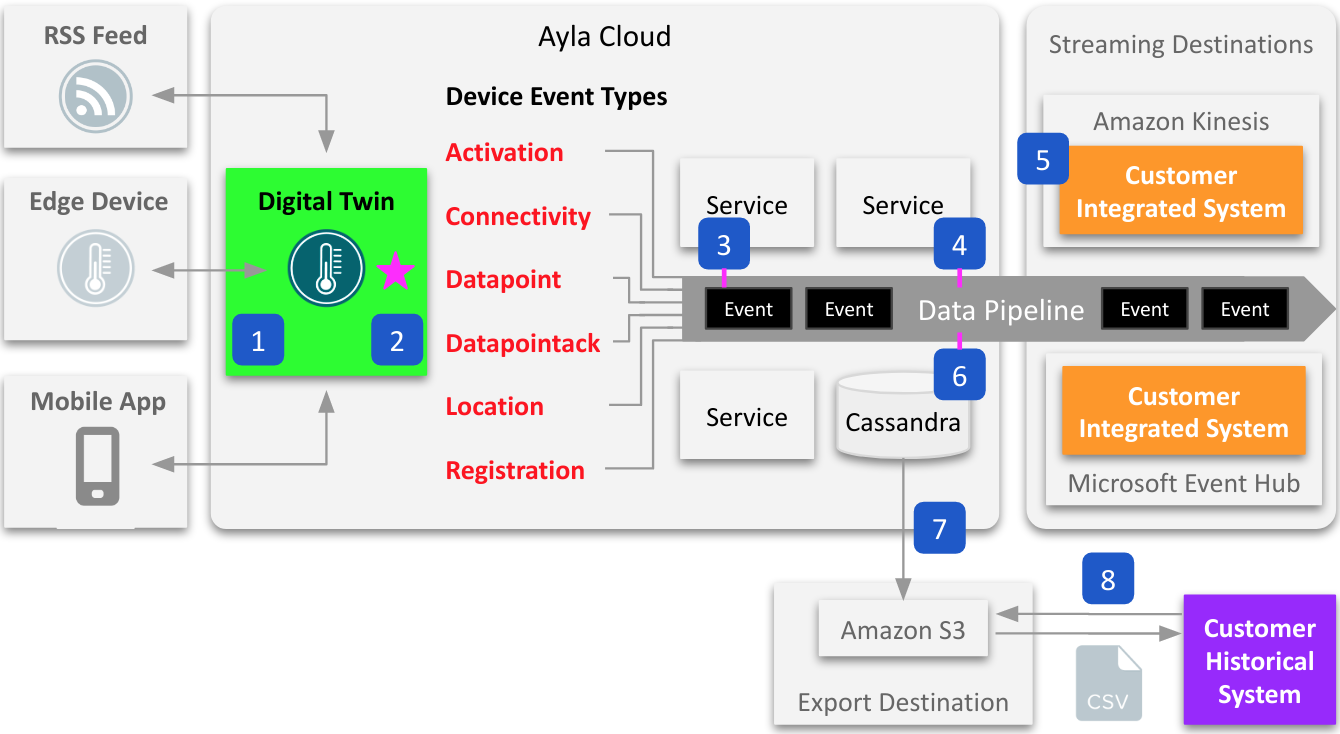 RSS Feed
Edge Device
Mobile App
Ayla Cloud
Digital Twin
1
2
Device Event Types
Activation
Connectivity
Datapoint
Datapointack
Location
Registration
Service
Service
3
4
Event
Event
Data Pipeline
Event
Event
6
Service
Cassandra
7
Streaming Destinations
Amazon Kinesis
5
Customer
Integrated System
Customer
Integrated System
Microsoft Event Hub
Amazon S3
Export Destination
8
CSV
Customer
Historical
System